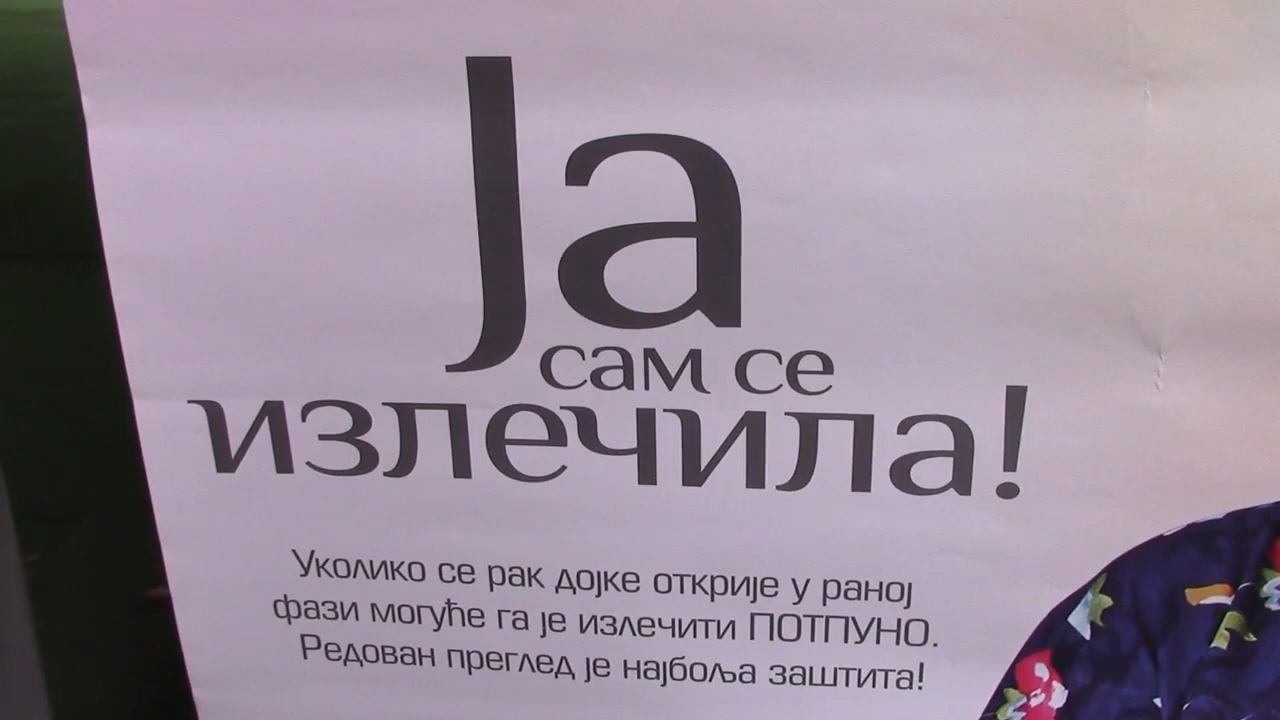 Ја
сам се
излечила!
Уколико се рак дојке открије у раној
фази могуће га је излечити ПОТПУНО.
Редован преглед је најбоља заштита!